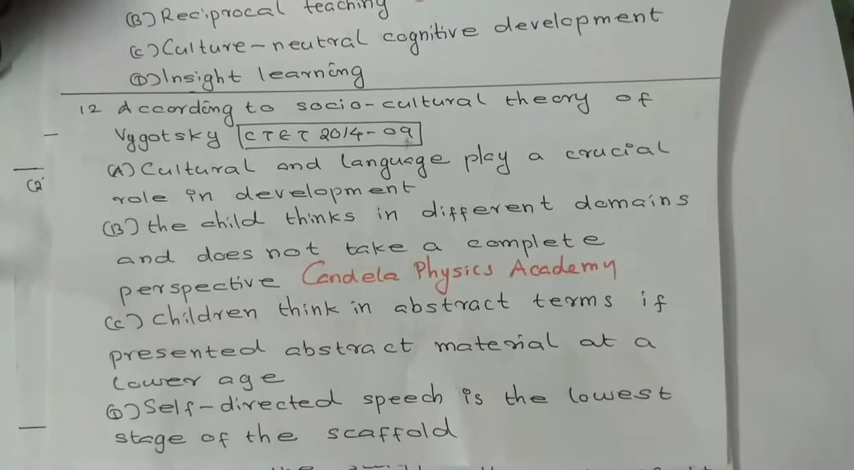 (B) Reciprocal teaching
(C) Culture-neutral cognitive development
(D) Insight learning
12 According to socio-cultural theory of
Vygotsky CTET 2014-09
(A) Cultural and language play a crucial
role in development
(B) the child thinks in different domains
and does not take a complete
perspective Candela Physics Academy
(C) children think in abstract terms if
presented abstract material at a
lower age
(D) Self-directed speech is the lowest
stage of the scaffold